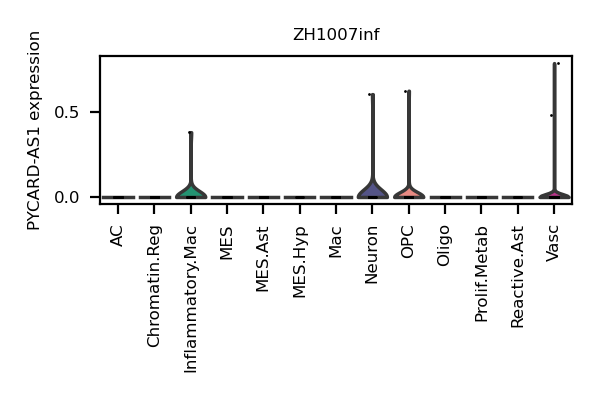 ZH1007inf
PYCARD-AS1 expression
0.5
0.0
AC
Chromatin.Reg
Inflammatory.Mac
MES
MES.Ast
MES.Hyp
Mac
Neuron
OPC
Oligo
Prolif.Metab
Reactive.Ast
Vasc